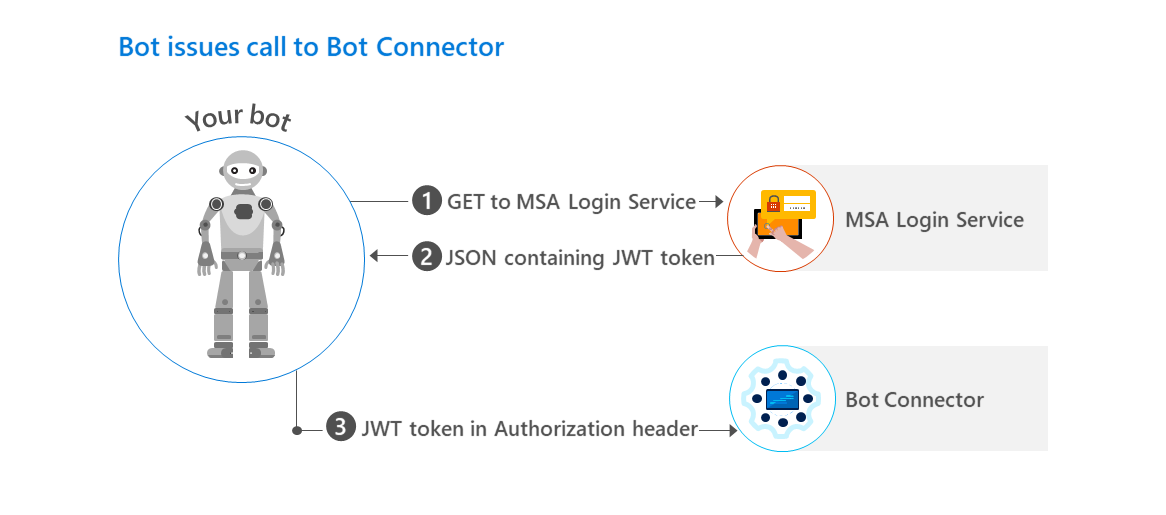 Bot issues call to Bot Connector
Your bot
1 GET to MSA Login Service
MSA Login Service
2 JSON containing JWT token
Bot Connector
3 JWT token in Authorization header